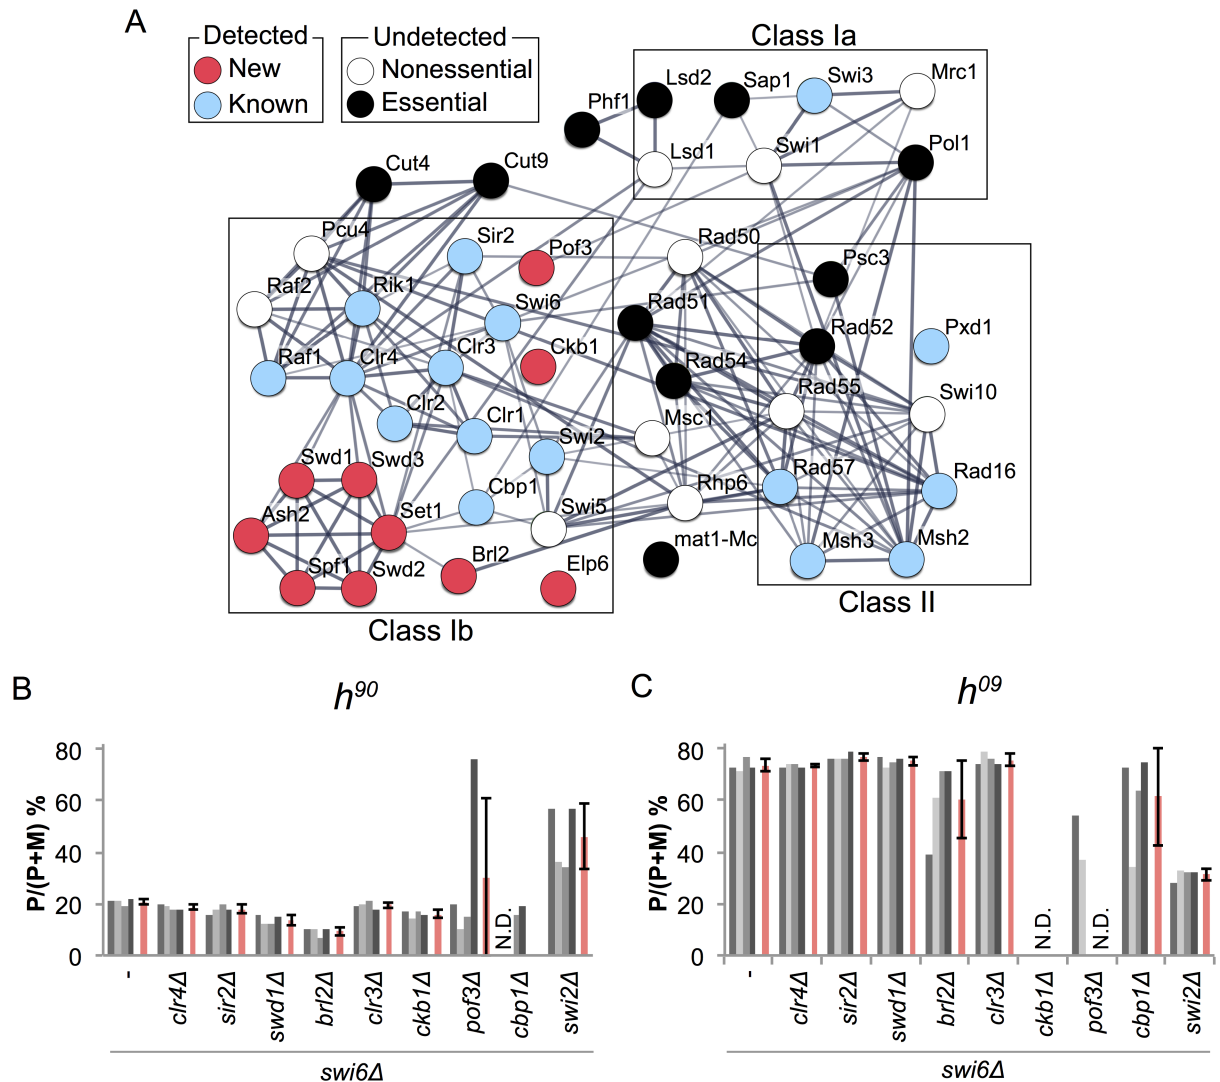 A
Detected
New
Known
Undetected
Nonessential
Essential
Class Ia
Lsd2
Sap1
Swi3
Mrc1
Phf1
Lsd1
Swi1
Pol1
Cut4
Cut9
Pcu4
Sir2
Pof3
Rad50
Psc3
Raf2
Rik1
Swi6
Rad51
Rad52
Pxd1
Raf1
Clr4
Clr3
Ckb1
Rad54
Rad55
Swi10
Clr2
Clr1
Msc1
Swi2
Swd1
Swd3
Rad57
Rad16
Cbp1
Rhp6
Ash2
Set1
Swi5
mat1-Mc
Msh3
Msh2
Spf1
Swd2
Brl2
Elp6
Class II
Class Ib
B
h90
P/(P+M) %
80
60
40
20
0
N.D.
-
clr4Δ
sir2Δ
swd1Δ
brl2Δ
clr3Δ
ckb1Δ
pof3Δ
cbp1Δ
swi2Δ
swi6Δ
C
h09
P/(P+M) %
80
60
40
20
0
N.D.
N.D.
-
clr4Δ
sir2Δ
swd1Δ
brl2Δ
clr3Δ
ckb1Δ
pof3Δ
cbp1Δ
swi2Δ
swi6Δ